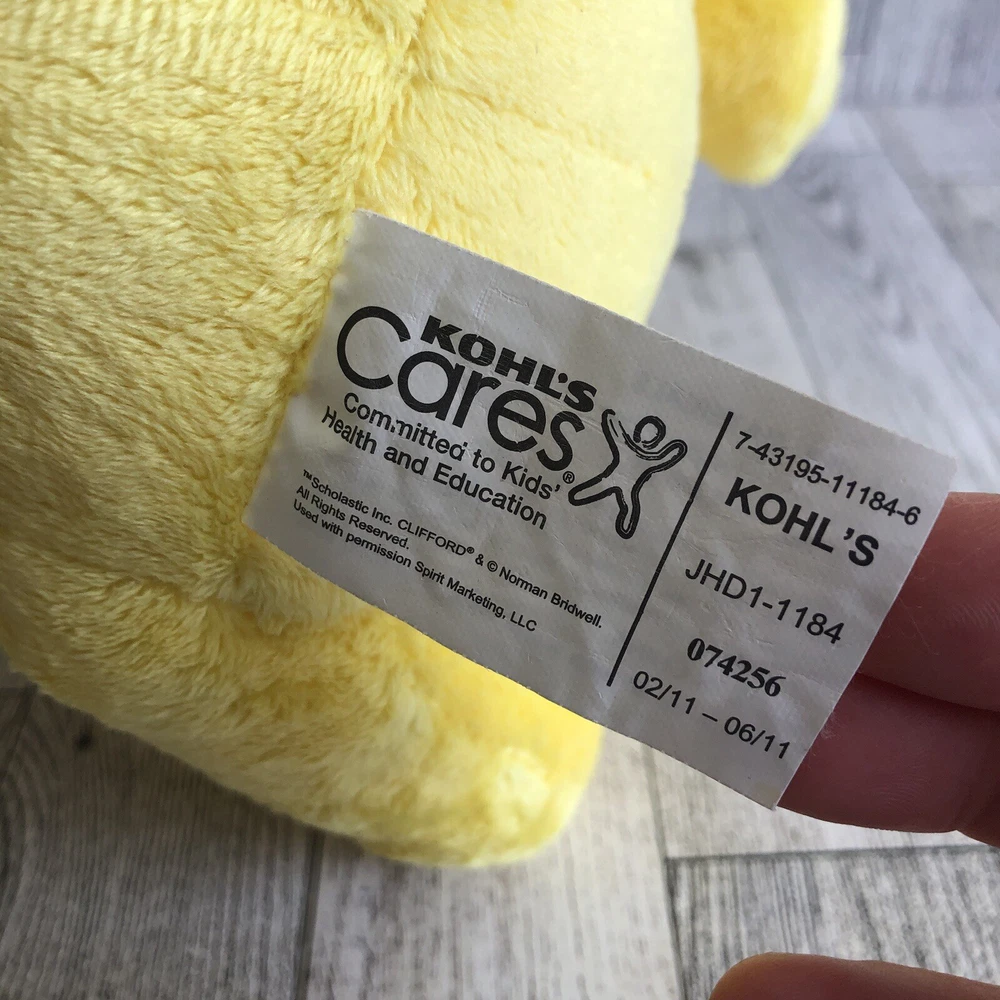 KOHL'S
Cares®
Committed to Kids'
Health and Education
™Scholastic Inc. CLIFFORD® & © Norman Bridwell.
All Rights Reserved.
Used with permission Spirit Marketing, LLC
7-43195-11184-6
KOHL'S
JHD1-1184
074256
02/11 – 06/11